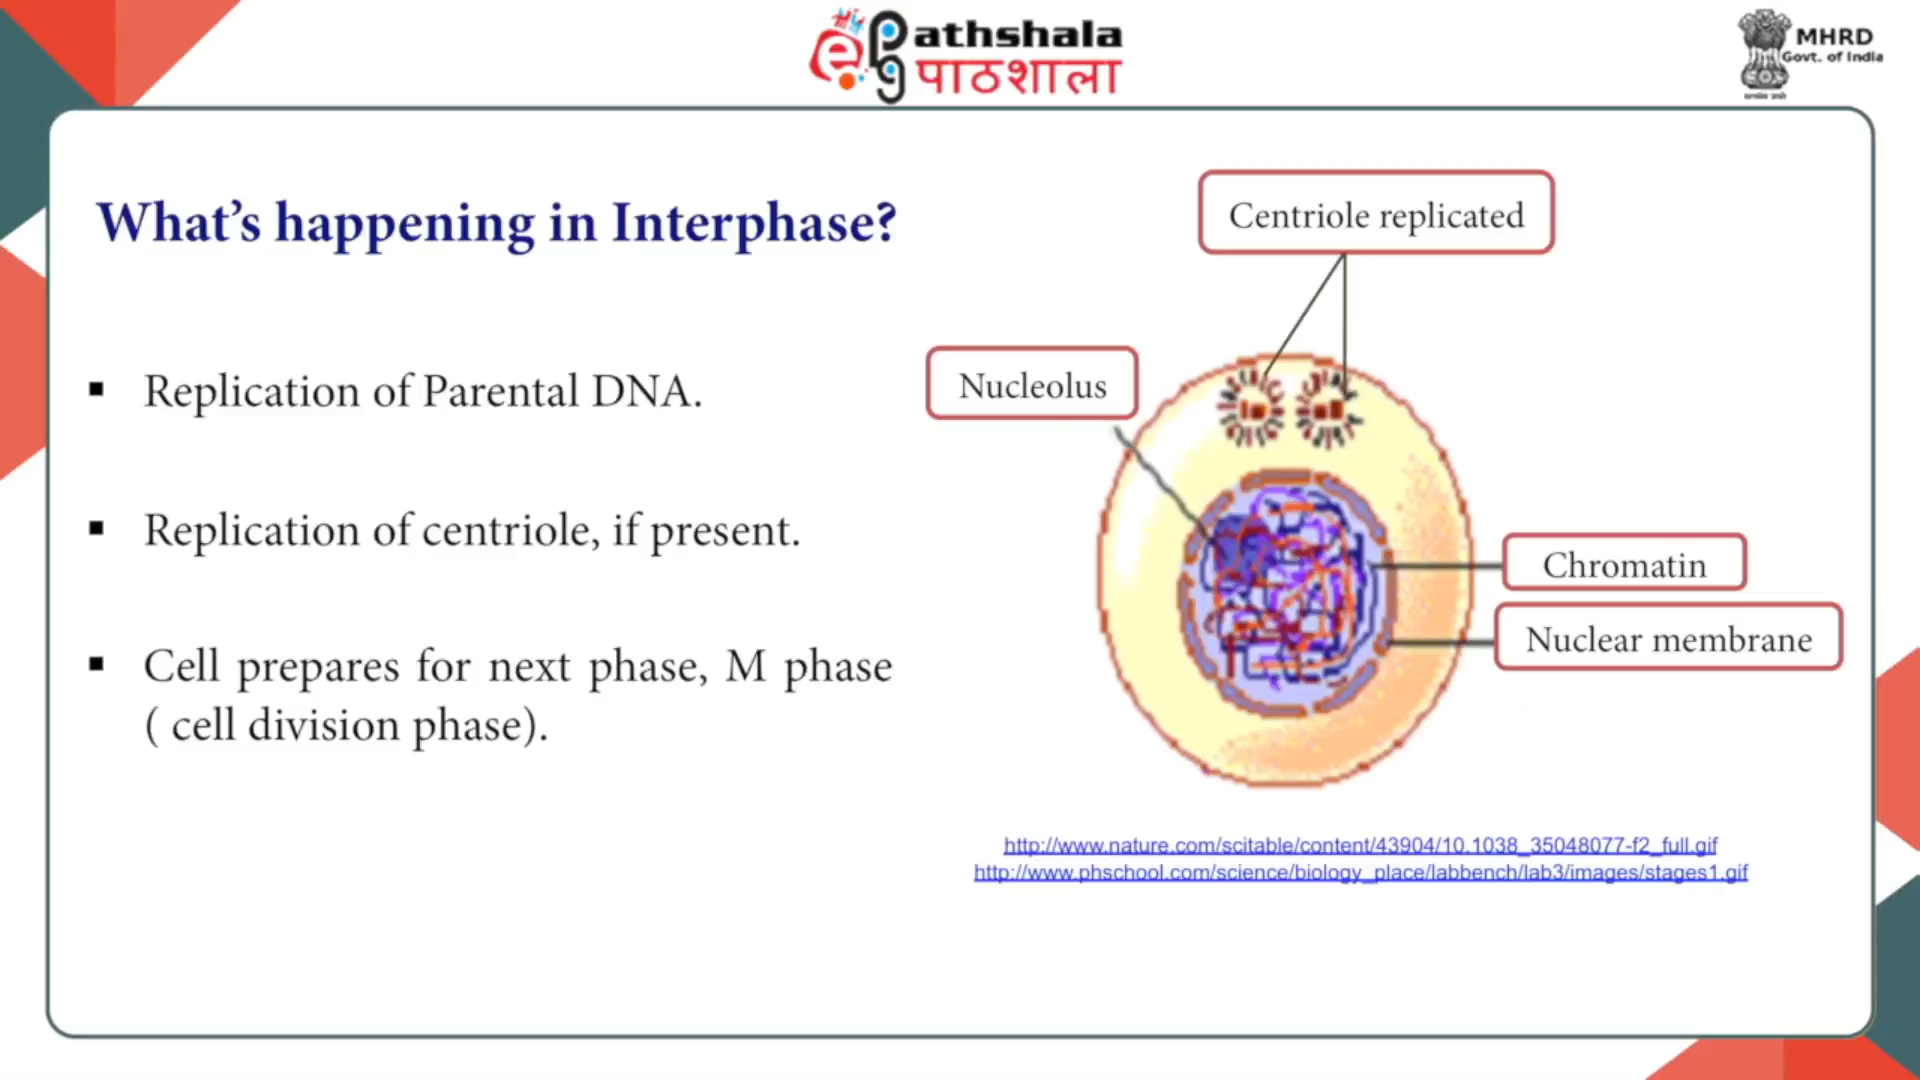 e Pg Pathshala
पाठशाला
MHRD
Govt. of India
What's happening in Interphase?
▪ Replication of Parental DNA.
▪ Replication of centriole, if present.
▪ Cell prepares for next phase, M phase
( cell division phase).
Centriole replicated
Nucleolus
Chromatin
Nuclear membrane
http://www.nature.com/scitable/content/43904/10.1038_35048077-f2_full.gif
http://www.phschool.com/science/biology_place/labbench/lab3/images/stages1.gif